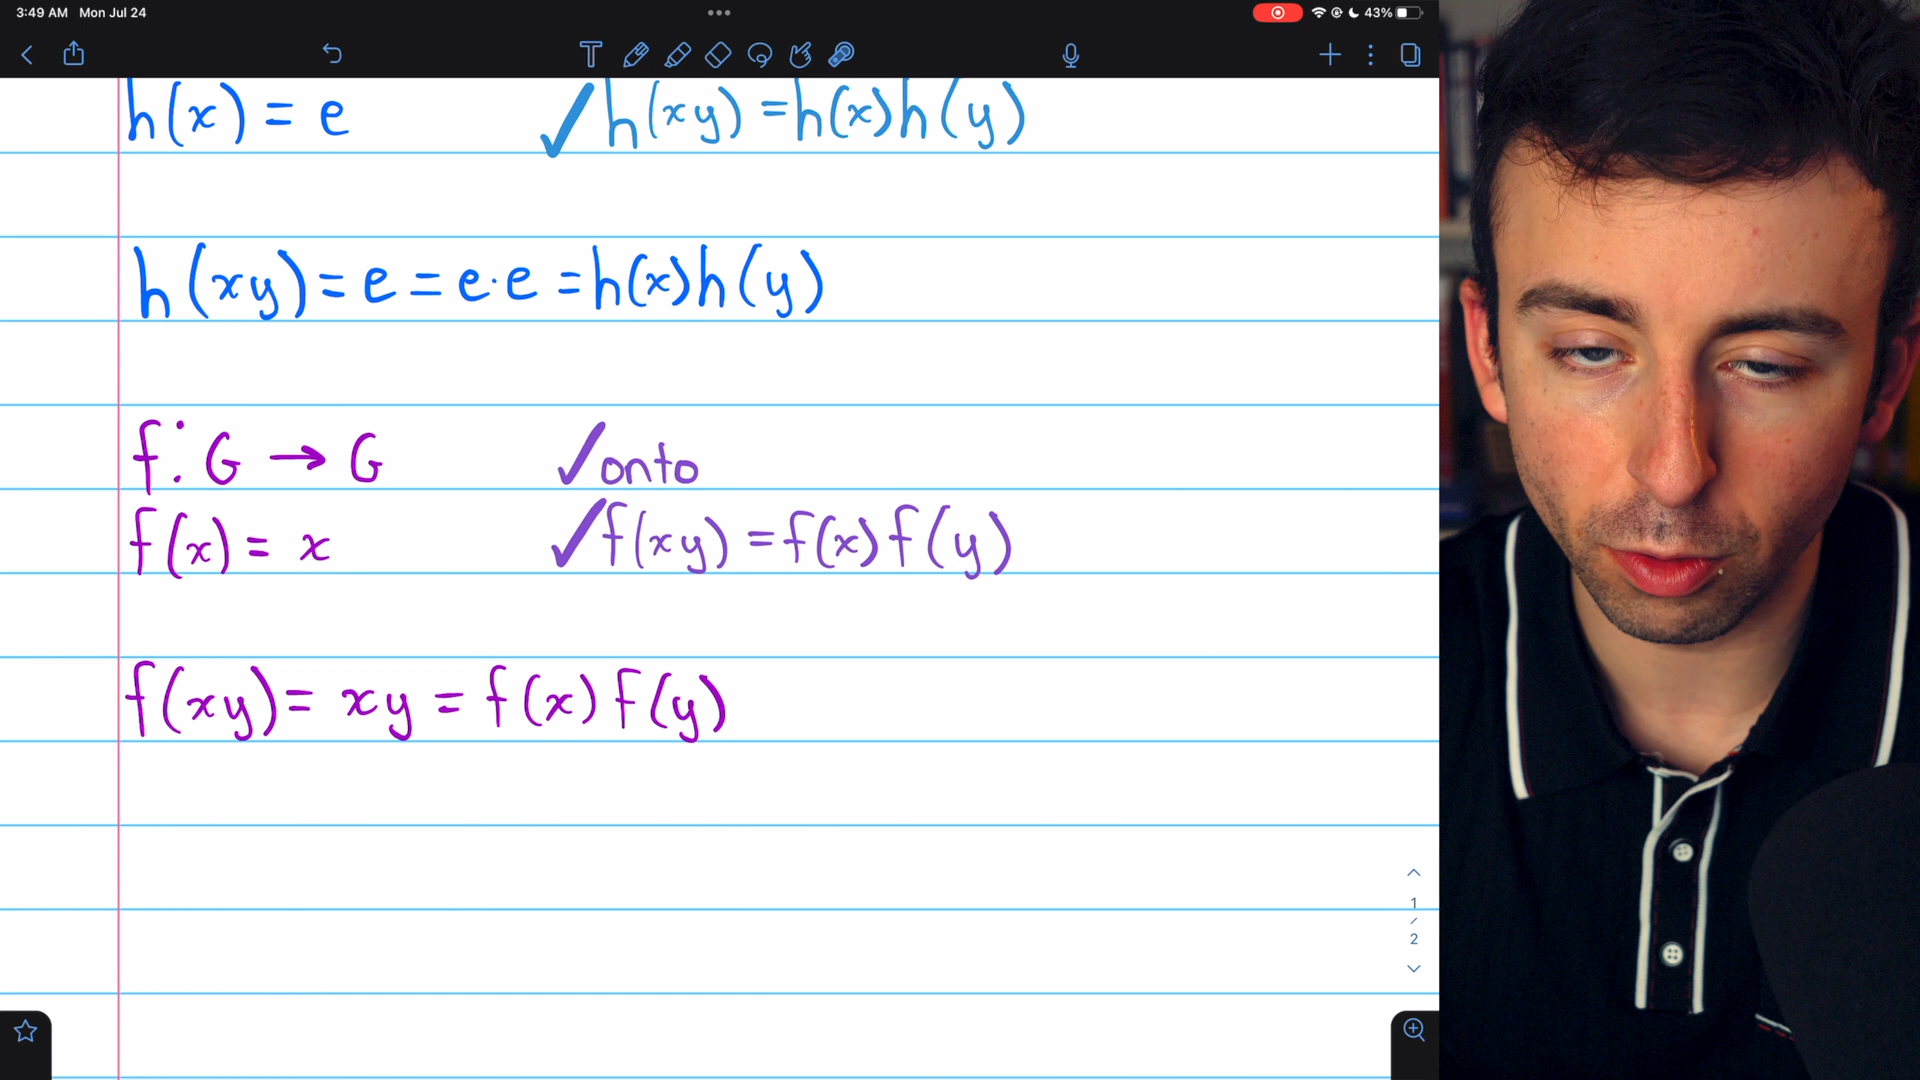 3:49 AM Mon Jul 24
43%
h(x) = e ✓ h(xy) = h(x)h(y)
h(xy) = e = e·e = h(x)h(y)
f: G → G ✓ onto
f(x) = x ✓ f(xy) = f(x) f(y)
f(xy) = xy = f(x) f(y)
1
/
2